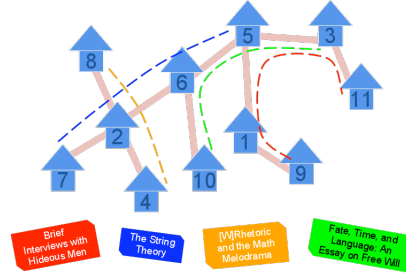 5
3
8
6
11
2
1
7
4
10
9
Brief
Interviews with
Hideous Men
The String
Theory
[W]Rhetoric
and the Math
Melodrama
Fate, Time, and
Language: An
Essay on Free Will